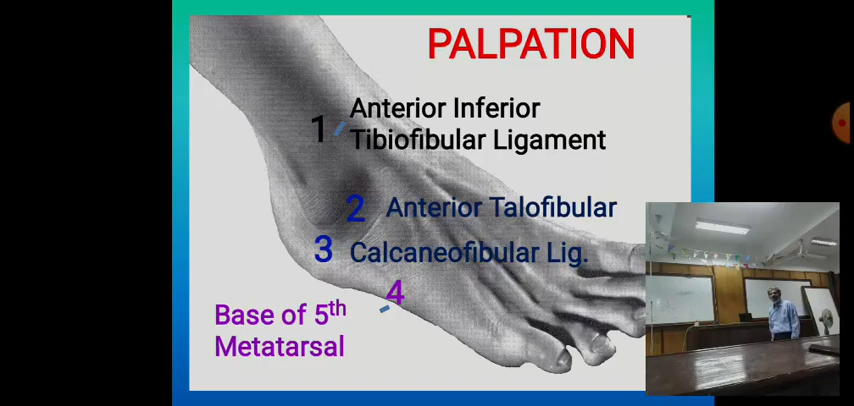 PALPATION
1
Anterior Inferior
Tibiofibular Ligament
2 Anterior Talofibular
3 Calcaneofibular Lig.
4
Base of 5th
Metatarsal